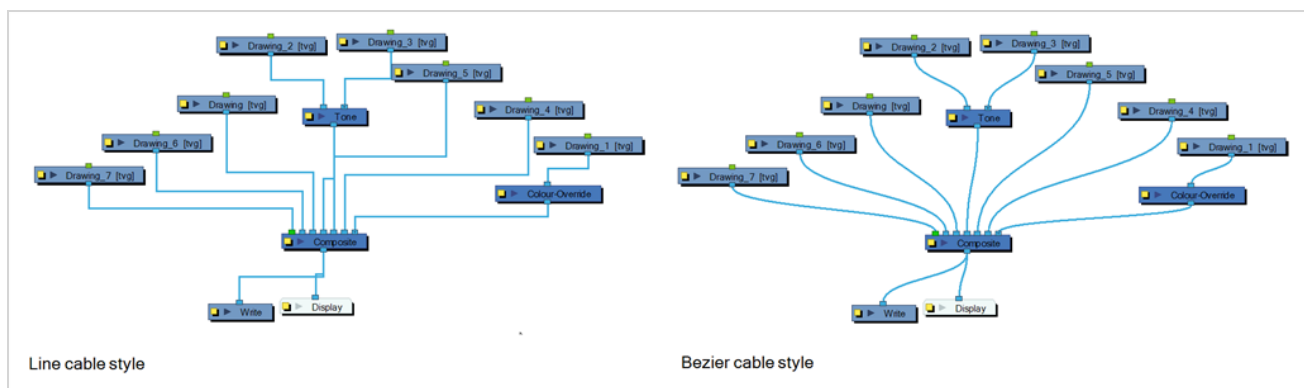 Drawing_2 [tvg]
Drawing_3 [tvg]
Drawing_5 [tvg]
Drawing [tvg]
Drawing_4 [tvg]
Tone
Drawing_6 [tvg]
Drawing_1 [tvg]
Drawing_7 [tvg]
Colour-Override
Composite
Write
Display
Line cable style
Drawing_2 [tvg]
Drawing_3 [tvg]
Drawing_5 [tvg]
Drawing [tvg]
Drawing_4 [tvg]
Tone
Drawing_6 [tvg]
Drawing_1 [tvg]
Drawing_7 [tvg]
Colour-Override
Composite
Write
Display
Bezier cable style